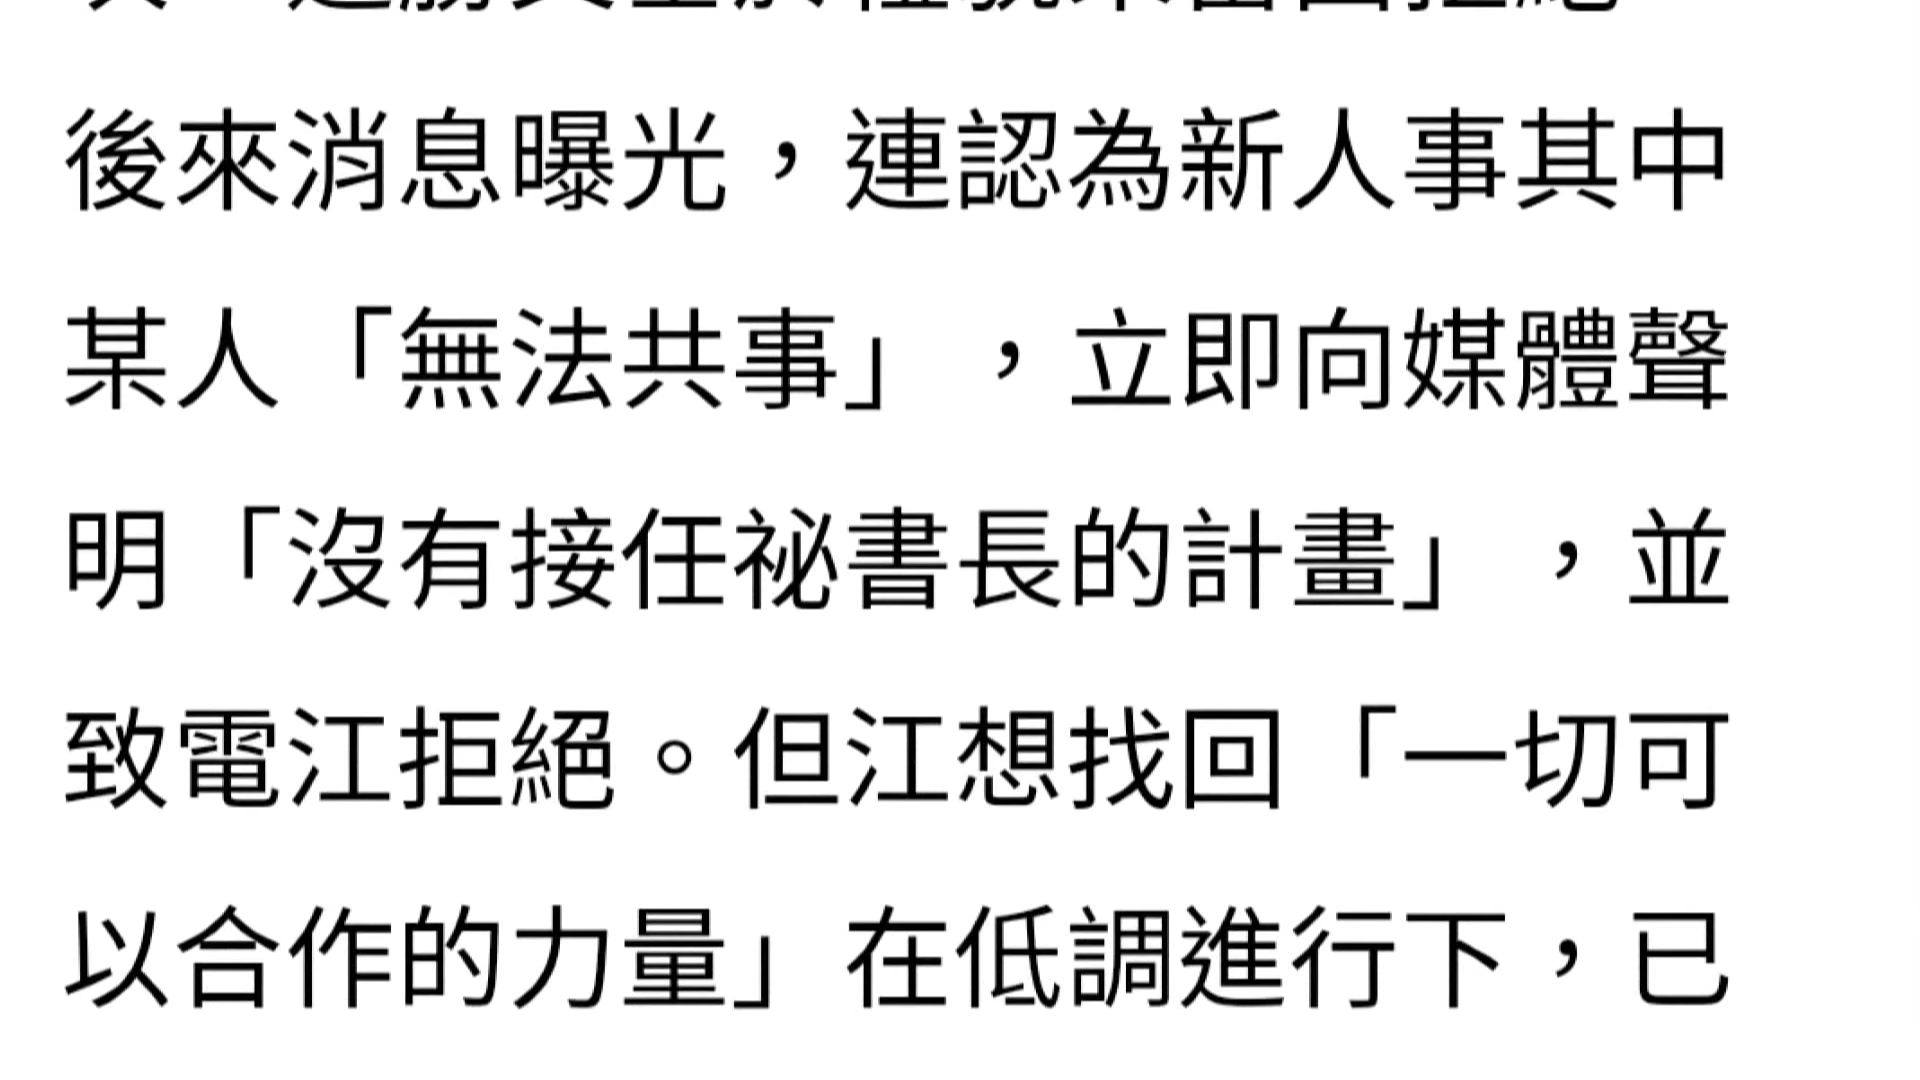 後來消息曝光，連認為新人事其中
某人「無法共事」，立即向媒體聲
明「沒有接任祕書長的計畫」，並
致電江拒絕。但江想找回「一切可
以合作的力量」在低調進行下，已